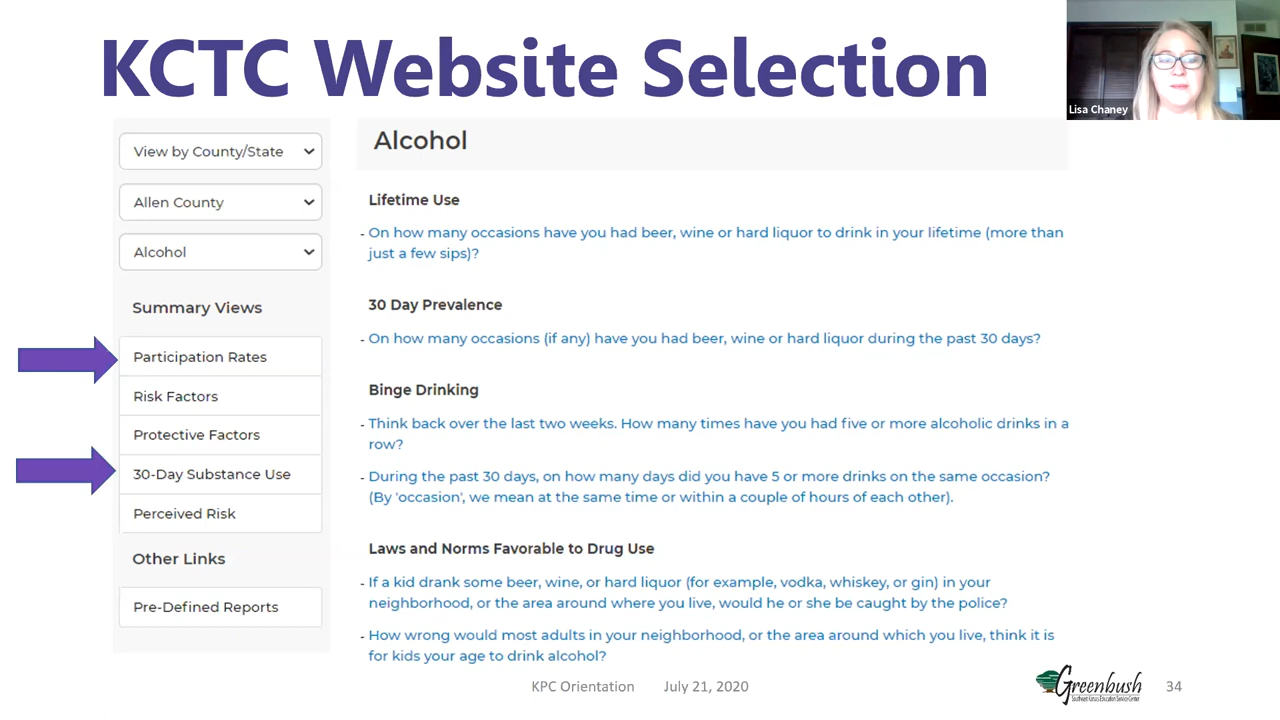 KCTC Website Selection
Lisa Chaney
View by County/State
Allen County
Alcohol
Summary Views
Participation Rates
Risk Factors
Protective Factors
30-Day Substance Use
Perceived Risk
Other Links
Pre-Defined Reports
Alcohol
Lifetime Use
- On how many occasions have you had beer, wine or hard liquor to drink in your lifetime (more than
just a few sips)?
30 Day Prevalence
- On how many occasions (if any) have you had beer, wine or hard liquor during the past 30 days?
Binge Drinking
- Think back over the last two weeks. How many times have you had five or more alcoholic drinks in a
row?
- During the past 30 days, on how many days did you have 5 or more drinks on the same occasion?
(By 'occasion', we mean at the same time or within a couple of hours of each other).
Laws and Norms Favorable to Drug Use
- If a kid drank some beer, wine, or hard liquor (for example, vodka, whiskey, or gin) in your
neighborhood, or the area around where you live, would he or she be caught by the police?
- How wrong would most adults in your neighborhood, or the area around which you live, think it is
for kids your age to drink alcohol?
KPC Orientation July 21, 2020
Greenbush
Southeast Kansas Education Service Center
34